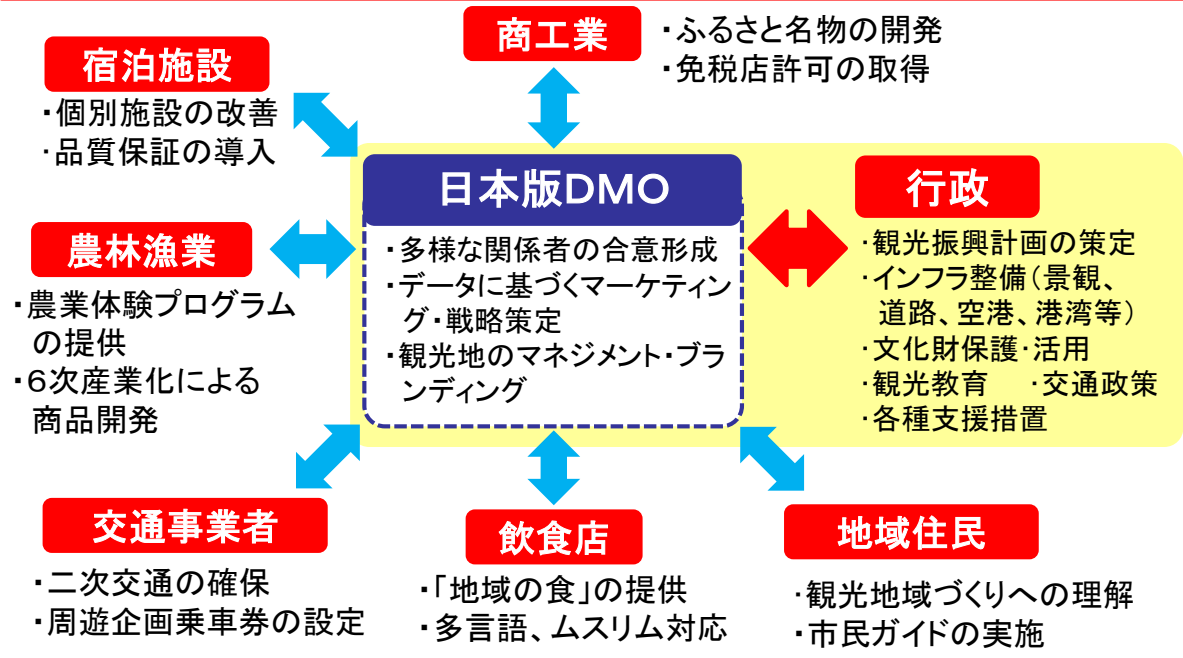 商工業
・ふるさと名物の開発
・免税店許可の取得
宿泊施設
・個別施設の改善
・品質保証の導入
日本版DMO
・多様な関係者の合意形成
・データに基づくマーケティン
グ・戦略策定
・観光地のマネジメント・ブラ
ンディング
行政
・観光振興計画の策定
・インフラ整備（景観、
道路、空港、港湾等）
・文化財保護・活用
・観光教育　・交通政策
・各種支援措置
農林漁業
・農業体験プログラム
の提供
・６次産業化による
商品開発
交通事業者
・二次交通の確保
・周遊企画乗車券の設定
飲食店
・「地域の食」の提供
・多言語、ムスリム対応
地域住民
・観光地域づくりへの理解
・市民ガイドの実施